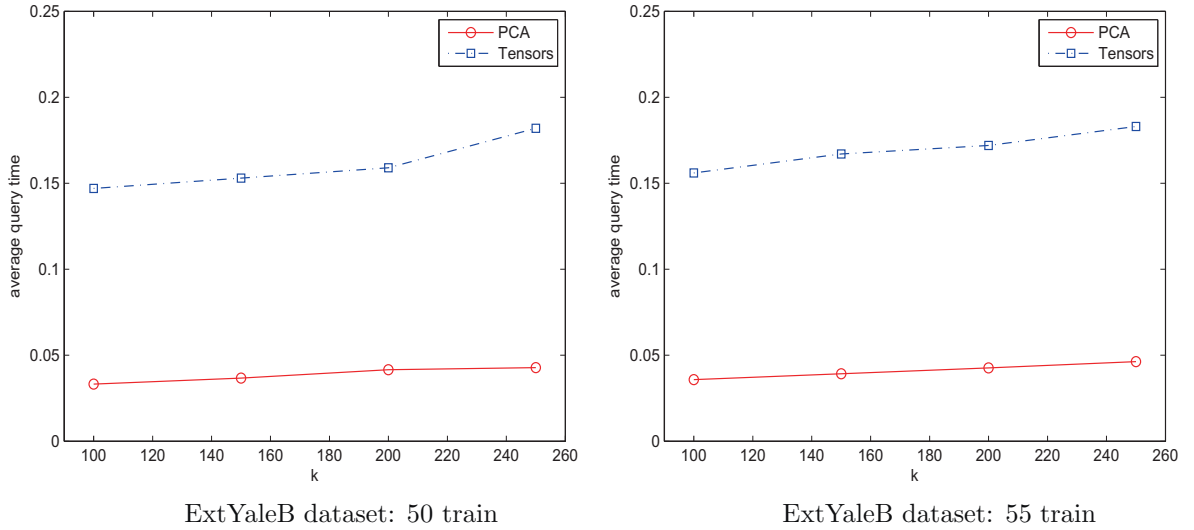 0.25
0.2
0.15
0.1
0.05
0
average query time
100 120 140 160 180 200 220 240 260
k
PCA
Tensors
ExtYaleB dataset: 50 train
0.25
0.2
0.15
0.1
0.05
0
average query time
100 120 140 160 180 200 220 240 260
k
PCA
Tensors
ExtYaleB dataset: 55 train